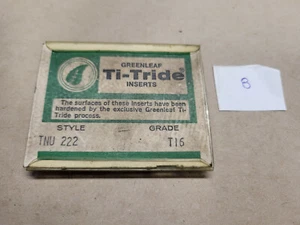 GREENLEAF
Ti-Tride
INSERTS
The surfaces of these inserts have been
hardened by the exclusive Greenleaf Ti-
Tride process.
STYLE GRADE
TNU 222 T16
8